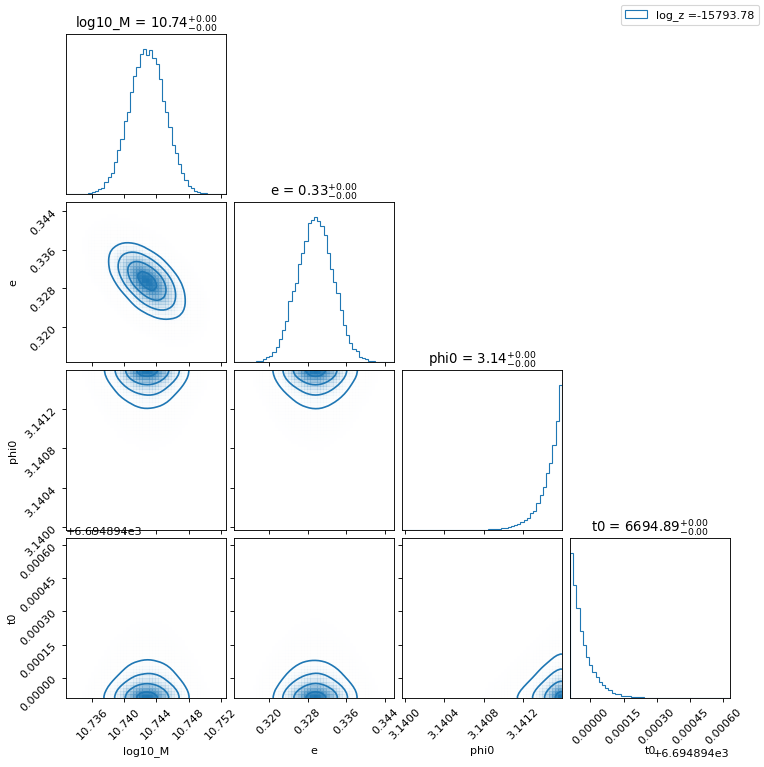 log_z =-15793.78
log10_M = 10.74+0.00−0.00
e = 0.33+0.00−0.00
0.344
0.336
0.328
0.320
e
phi0 = 3.14+0.00−0.00
3.1412
3.1408
3.1404
3.1400
phi0
+6.694894e3
t0 = 6694.89+0.00−0.00
0.00060
0.00045
0.00030
0.00015
0.00000
t0
10.736 10.740 10.744 10.748 10.752
0.320 0.328 0.336 0.344
3.1400 3.1404 3.1408 3.1412
0.00000 0.00015 0.00030 0.00045 0.00060
log10_M e phi0 t0
+6.694894e3